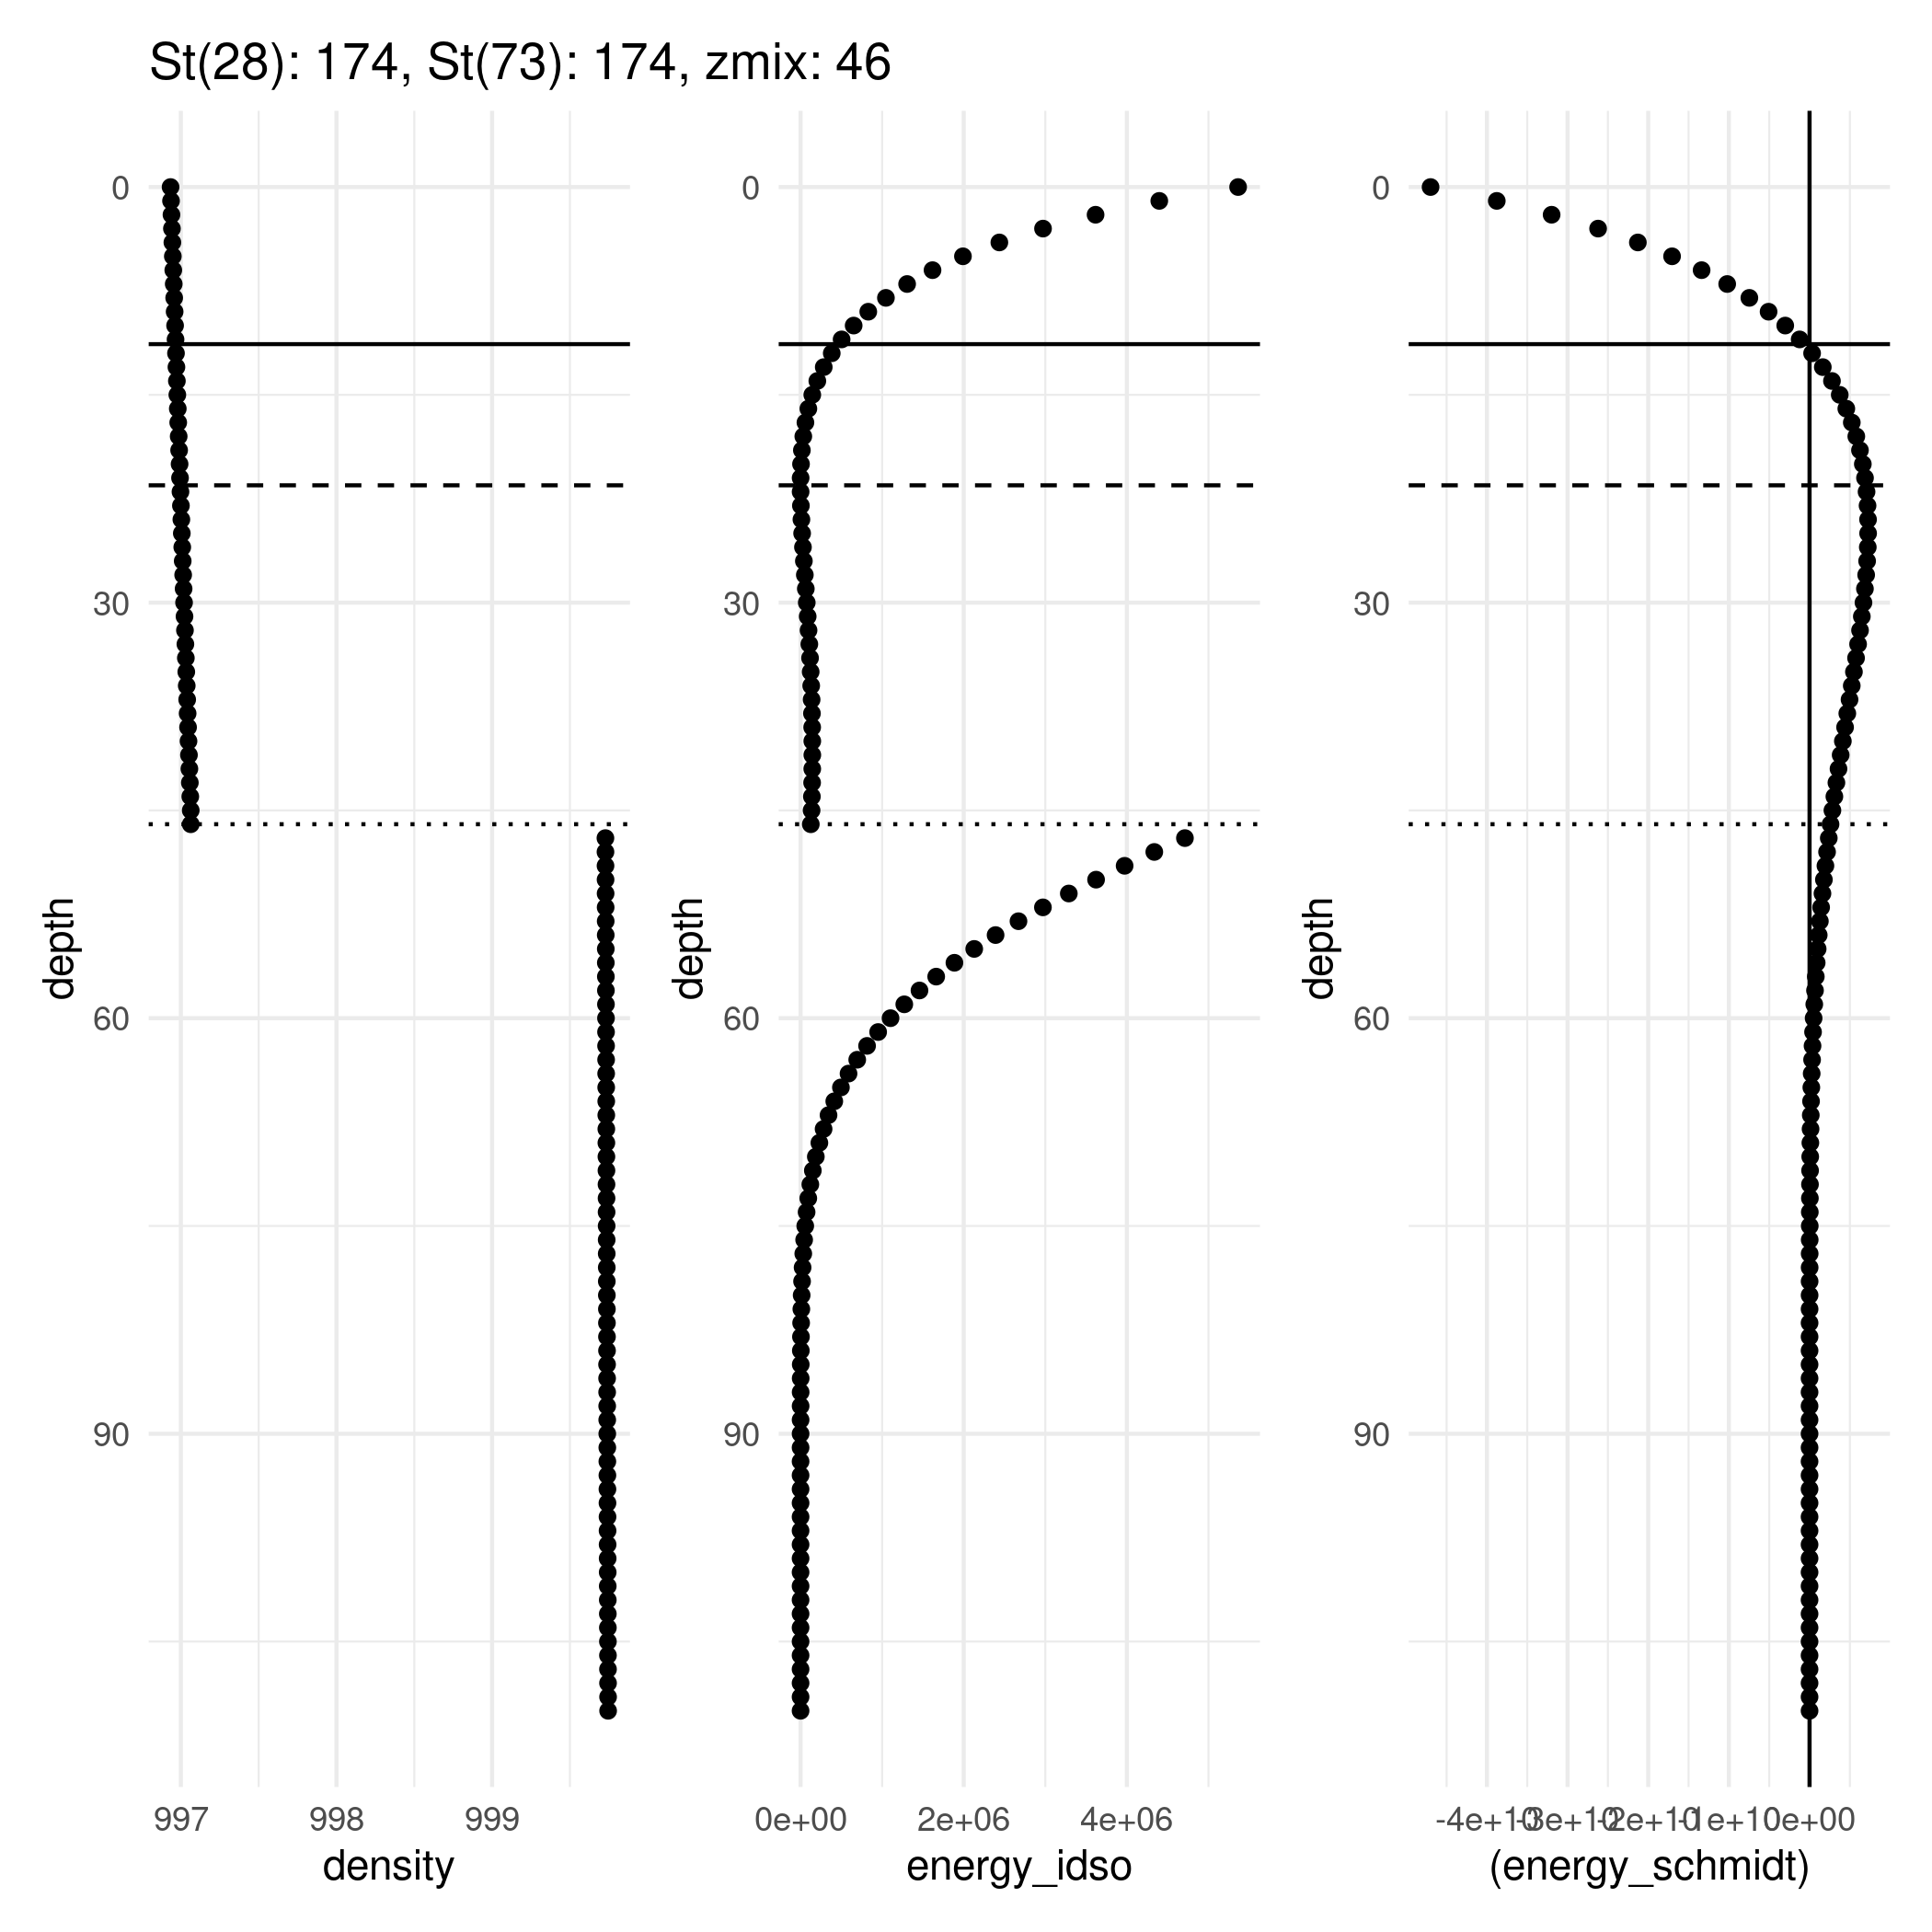 St(28): 174, St(73): 174, zmix: 46
depth
0
30
60
90
997 998 999
density
depth
0
30
60
90
0e+00 2e+06 4e+06
energy_idso
depth
0
30
60
90
-4e+10 -3e+10 -2e+10 -1e+10 0e+00
(energy_schmidt)